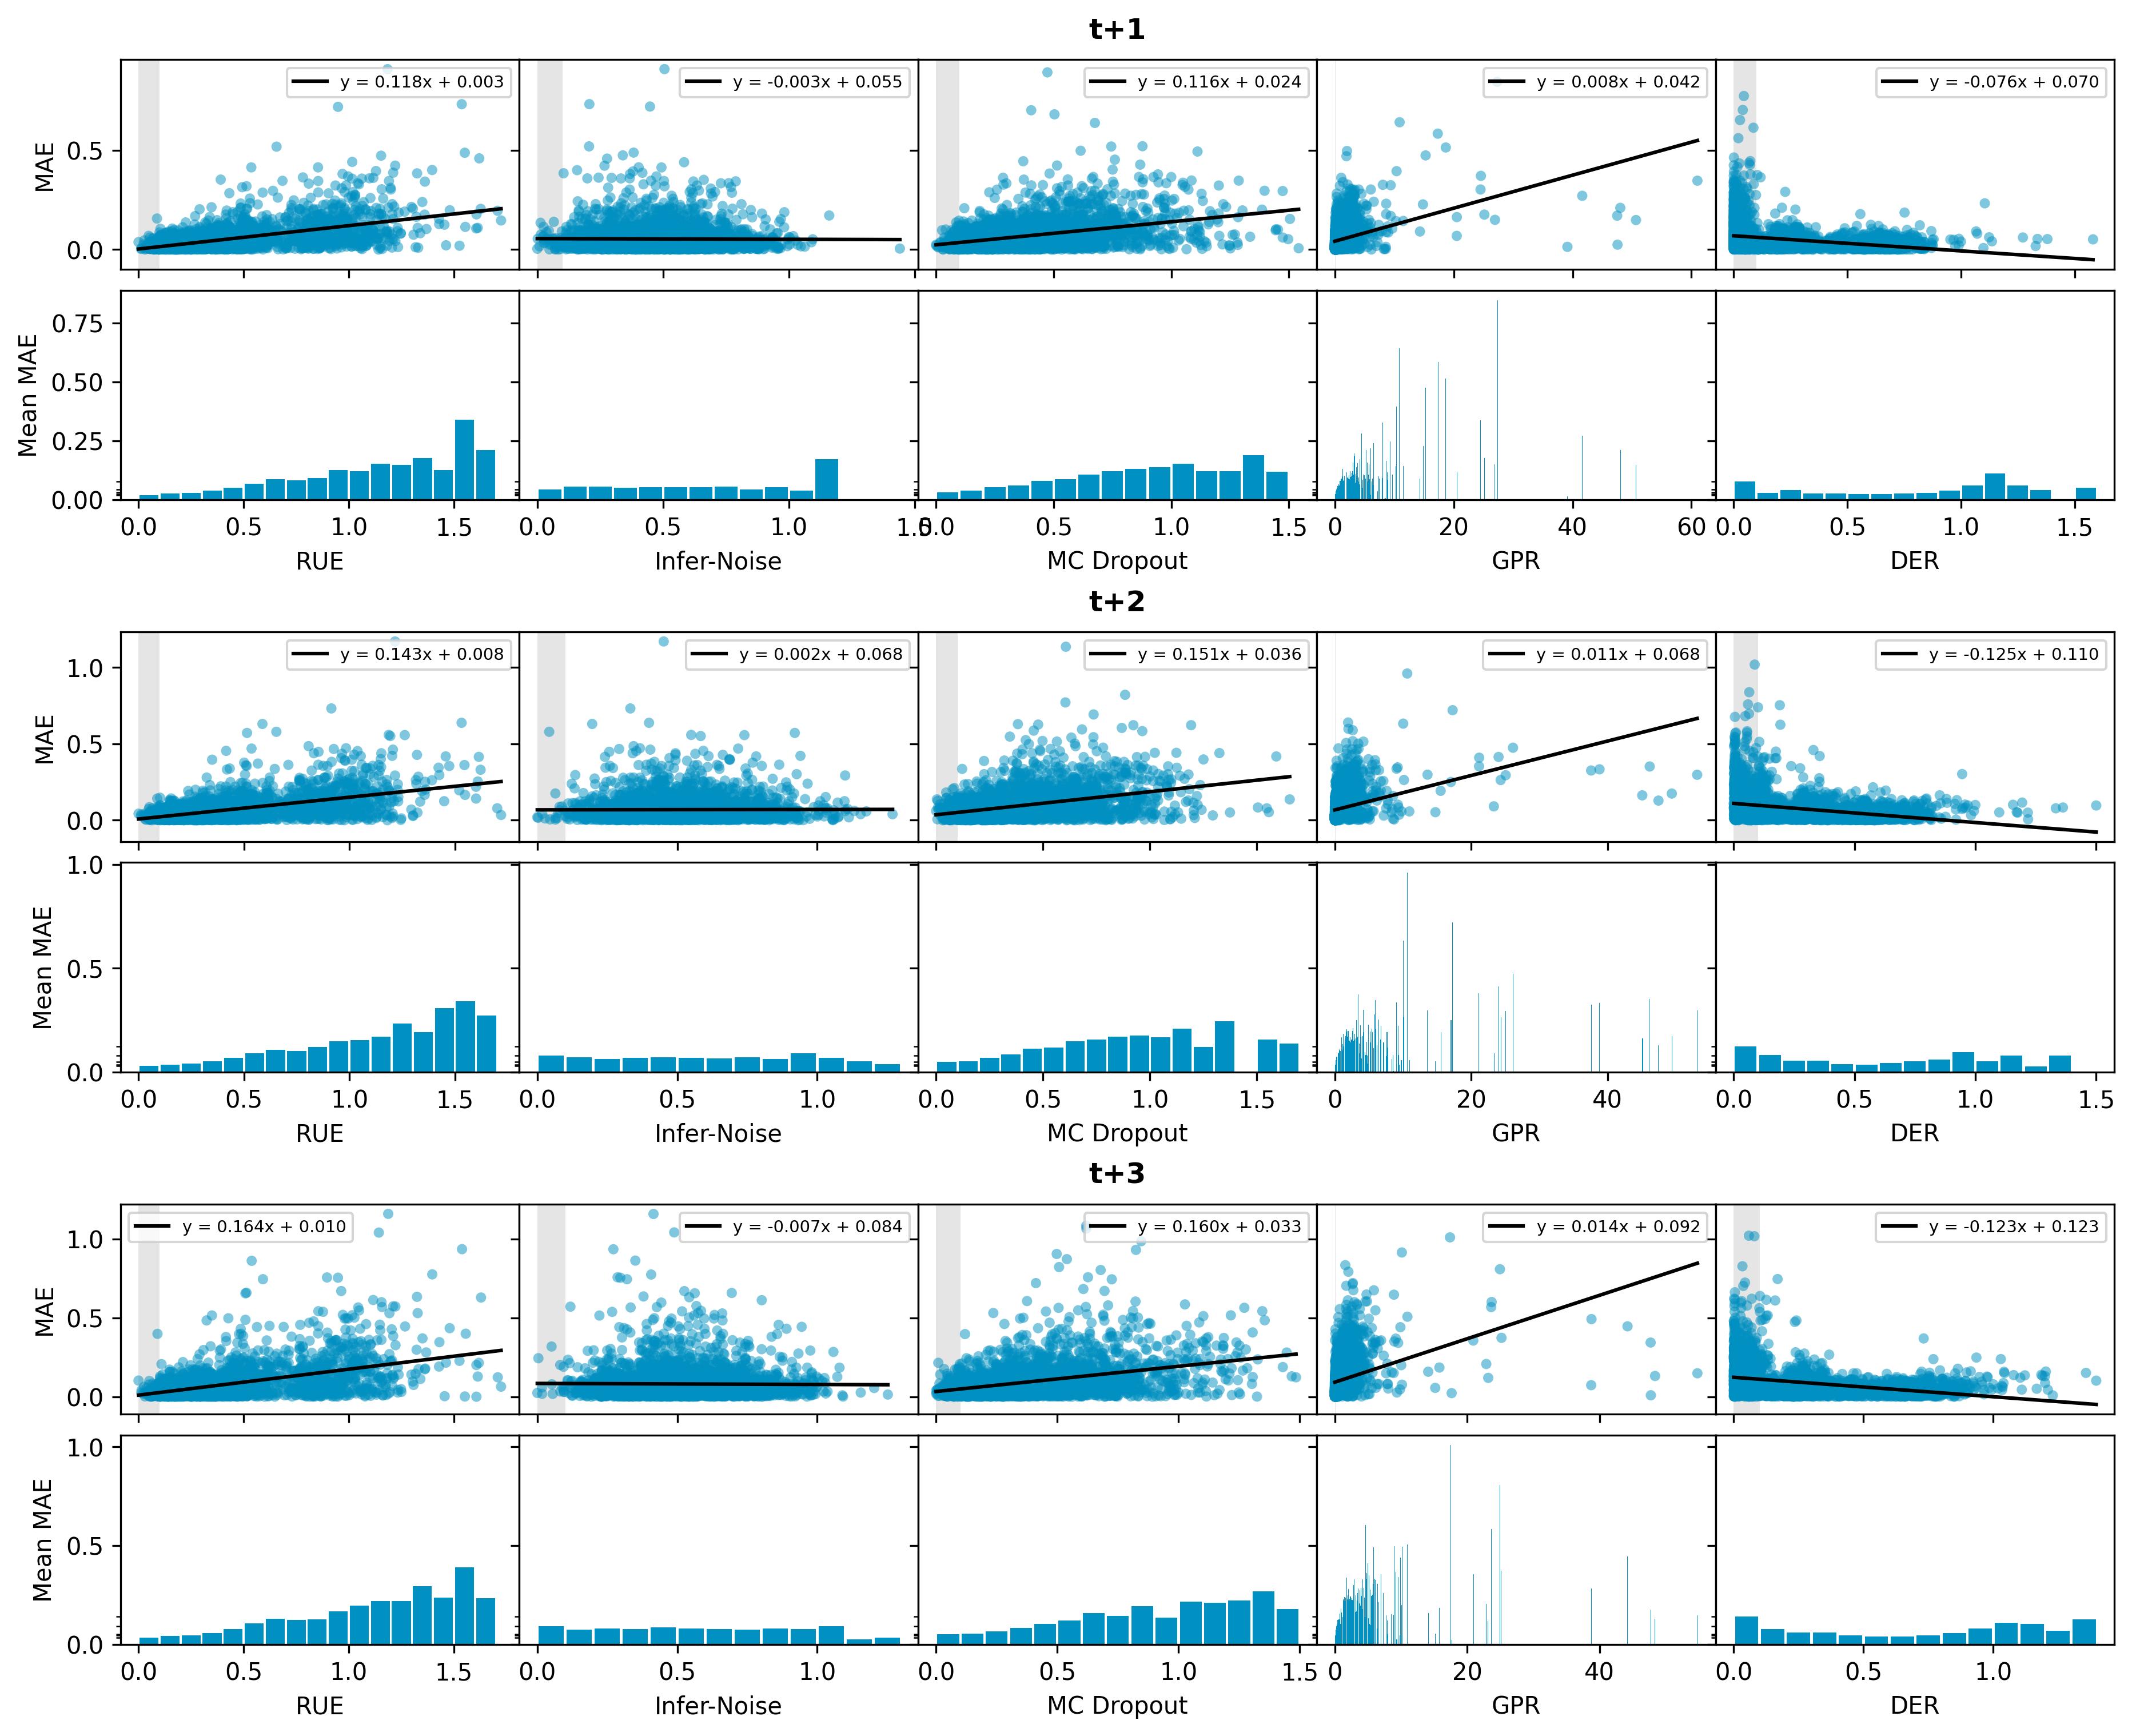 t+1
y = 0.118x + 0.003
y = -0.003x + 0.055
y = 0.116x + 0.024
y = 0.008x + 0.042
y = -0.076x + 0.070
MAE
0.5
0.0
Mean MAE
0.75
0.50
0.25
0.00
0.0 0.5 1.0 1.5
0.0 0.5 1.0 1.5
0.0 0.5 1.0 1.5
0 20 40 60
0.0 0.5 1.0 1.5
RUE
Infer-Noise
MC Dropout
GPR
DER
t+2
y = 0.143x + 0.008
y = 0.002x + 0.068
y = 0.151x + 0.036
y = 0.011x + 0.068
y = -0.125x + 0.110
MAE
1.0
0.5
0.0
Mean MAE
1.0
0.5
0.0
0.0 0.5 1.0 1.5
0.0 0.5 1.0
0.0 0.5 1.0 1.5
0 20 40
0.0 0.5 1.0 1.5
RUE
Infer-Noise
MC Dropout
GPR
DER
t+3
y = 0.164x + 0.010
y = -0.007x + 0.084
y = 0.160x + 0.033
y = 0.014x + 0.092
y = -0.123x + 0.123
MAE
1.0
0.5
0.0
Mean MAE
1.0
0.5
0.0
0.0 0.5 1.0 1.5
0.0 0.5 1.0
0.0 0.5 1.0 1.5
0 20 40
0.0 0.5 1.0
RUE
Infer-Noise
MC Dropout
GPR
DER